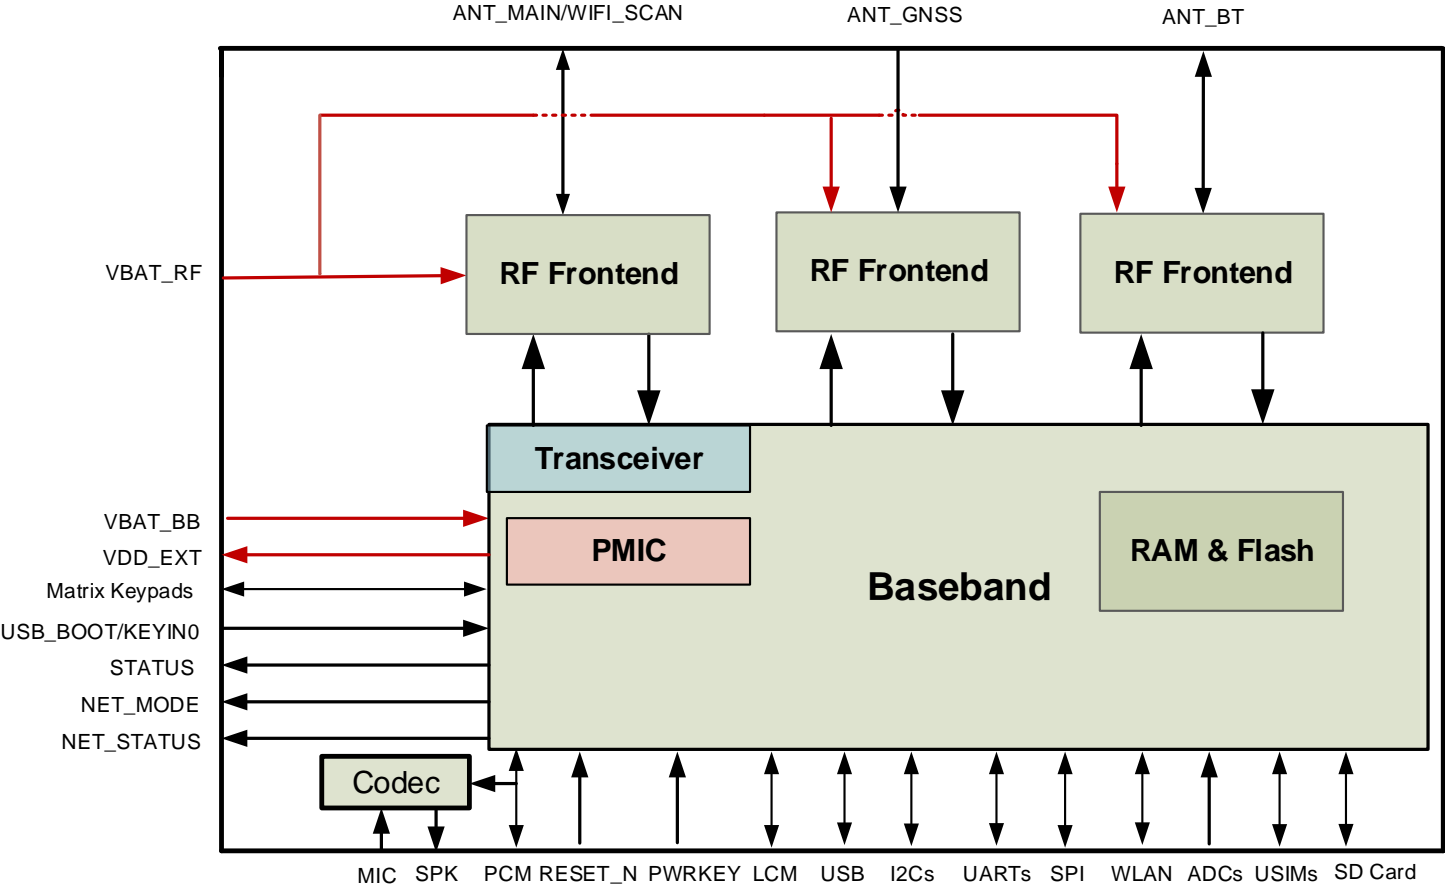 ANT_MAIN/WIFI_SCAN
ANT_GNSS
ANT_BT
VBAT_RF
RF Frontend
RF Frontend
RF Frontend
Transceiver
VBAT_BB
VDD_EXT
PMIC
RAM & Flash
Baseband
Matrix Keypads
USB_BOOT/KEYIN0
STATUS
NET_MODE
NET_STATUS
Codec
MIC
SPK
PCM
RESET_N
PWRKEY
LCM
USB
I2Cs
UARTs
SPI
WLAN
ADCs
USIMs
SD Card